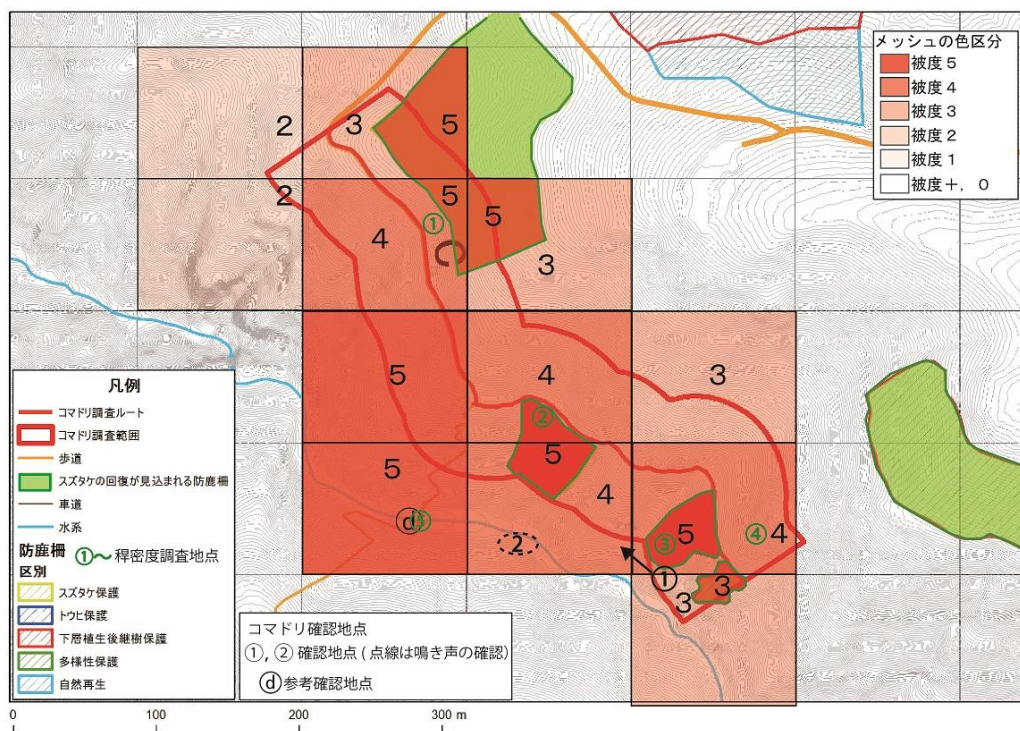 メッシュの色区分
被度５
被度４
被度３
被度２
被度１
被度＋，０
2
3
5
2
5
5
4
①
C
3
5
4
3
②
5
5
4
5
③
④
4
ⓓ
⑤
2
①
3
3
凡例
コマドリ調査ルート
コマドリ調査範囲
歩道
スズタケの回復が見込まれる防鹿柵
車道
水系
防鹿柵 ①～ 稈密度調査地点
区別
スズタケ保護
トウヒ保護
下層植生後継樹保護
多様性保護
自然再生
コマドリ確認地点
①, ② 確認地点 ( 点線は鳴き声の確認)
ⓓ 参考確認地点
0 100 200 300 m